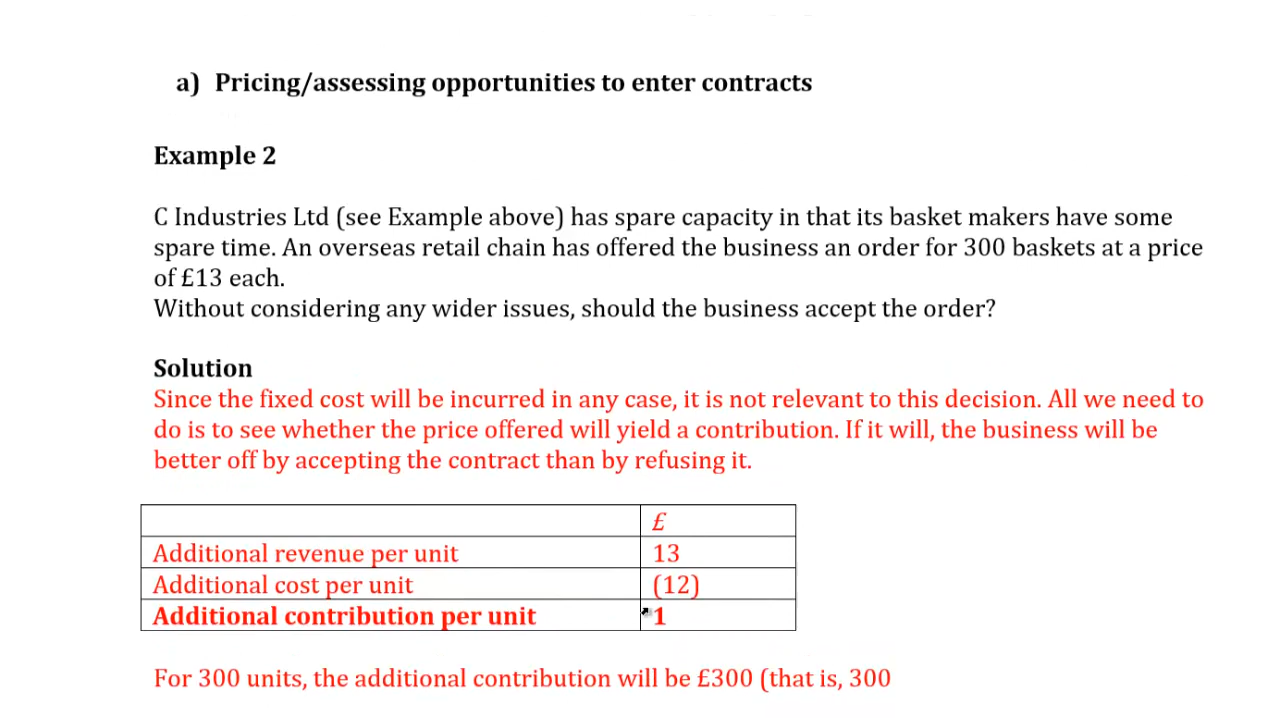 a) Pricing/assessing opportunities to enter contracts
Example 2
C Industries Ltd (see Example above) has spare capacity in that its basket makers have some
spare time. An overseas retail chain has offered the business an order for 300 baskets at a price
of £13 each.
Without considering any wider issues, should the business accept the order?
Solution
Since the fixed cost will be incurred in any case, it is not relevant to this decision. All we need to
do is to see whether the price offered will yield a contribution. If it will, the business will be
better off by accepting the contract than by refusing it.
£
Additional revenue per unit 13
Additional cost per unit (12)
Additional contribution per unit 1
For 300 units, the additional contribution will be £300 (that is, 300